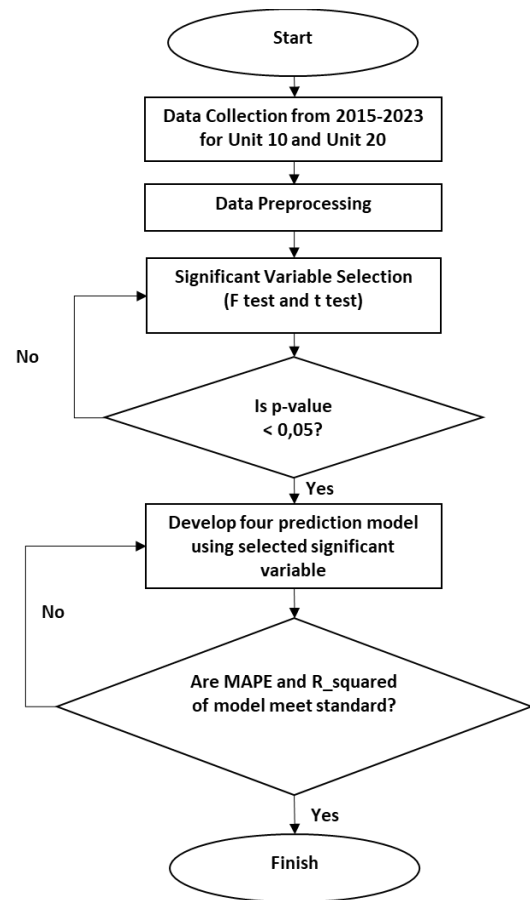 Start
Data Collection from 2015-2023
for Unit 10 and Unit 20
Data Preprocessing
Significant Variable Selection
(F test and t test)
No
Is p-value
< 0,05?
Yes
Develop four prediction model
using selected significant
variable
No
Are MAPE and R_squared
of model meet standard?
Yes
Finish